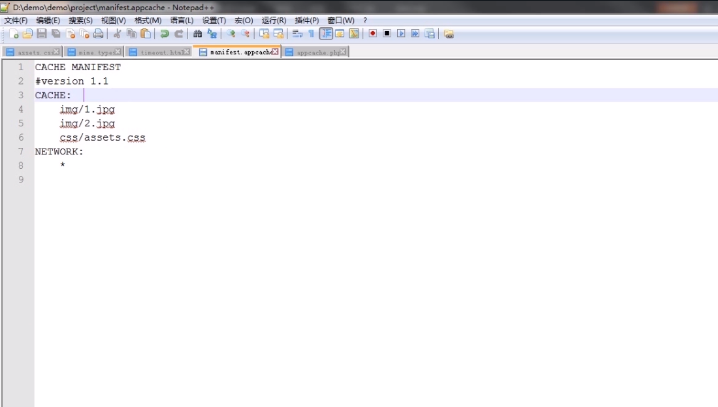 D:\demo\demo\project\manifest.appcache - Notepad++
文件(F) 编辑(E) 搜索(S) 视图(V) 格式(M) 语言(L) 设置(T) 宏(O) 运行(R) 插件(P) 窗口(W) ?
assets.css mime.types timeout.html manifest.appcache appcache.php
1 CACHE MANIFEST
2 #version 1.1
3 CACHE:
4 img/1.jpg
5 img/2.jpg
6 css/assets.css
7 NETWORK:
8 *
9